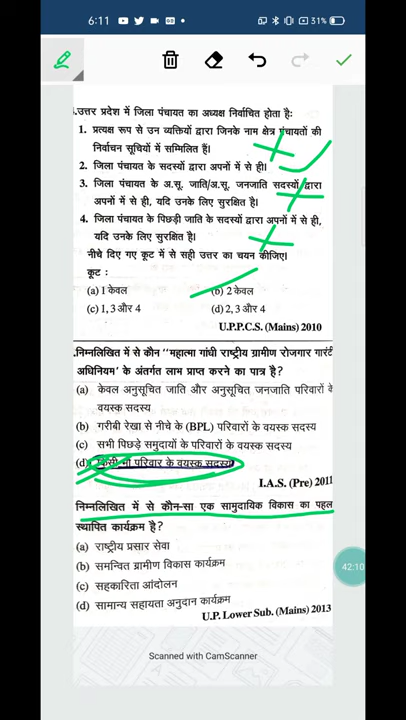 6:11
31%
.उत्तर प्रदेश में जिला पंचायत का अध्यक्ष निर्वाचित होता है:
1. प्रत्यक्ष रूप से उन व्यक्तियों द्वारा जिनके नाम क्षेत्र पंचायतों की
निर्वाचन सूचियों में सम्मिलित हैं।
2. जिला पंचायत के सदस्यों द्वारा अपनों में से ही।
3. जिला पंचायत के अ.सू. जाति/अ.सू. जनजाति सदस्यों द्वारा
अपनों में से ही, यदि उनके लिए सुरक्षित है।
4. जिला पंचायत के पिछड़ी जाति के सदस्यों द्वारा अपनों में से ही,
यदि उनके लिए सुरक्षित है।
नीचे दिए गए कूट में से सही उत्तर का चयन कीजिए।
कूट :
(a) 1 केवल (b) 2 केवल
(c) 1, 3 और 4 (d) 2, 3 और 4
U.P.P.C.S. (Mains) 2010
.निम्नलिखित में से कौन ''महात्मा गांधी राष्ट्रीय ग्रामीण रोजगार गारंटी
अधिनियम' के अंतर्गत लाभ प्राप्त करने का पात्र है?
(a) केवल अनुसूचित जाति और अनुसूचित जनजाति परिवारों के
वयस्क सदस्य
(b) गरीबी रेखा से नीचे के (BPL) परिवारों के वयस्क सदस्य
(c) सभी पिछड़े समुदायों के परिवारों के वयस्क सदस्य
(d) किसी भी परिवार के वयस्क सदस्य
I.A.S. (Pre) 2011
निम्नलिखित में से कौन-सा एक सामुदायिक विकास का पहल
स्थापित कार्यक्रम है?
(a) राष्ट्रीय प्रसार सेवा
(b) समन्वित ग्रामीण विकास कार्यक्रम
(c) सहकारिता आंदोलन
(d) सामान्य सहायता अनुदान कार्यक्रम
U.P. Lower Sub. (Mains) 2013
42:10
Scanned with CamScanner